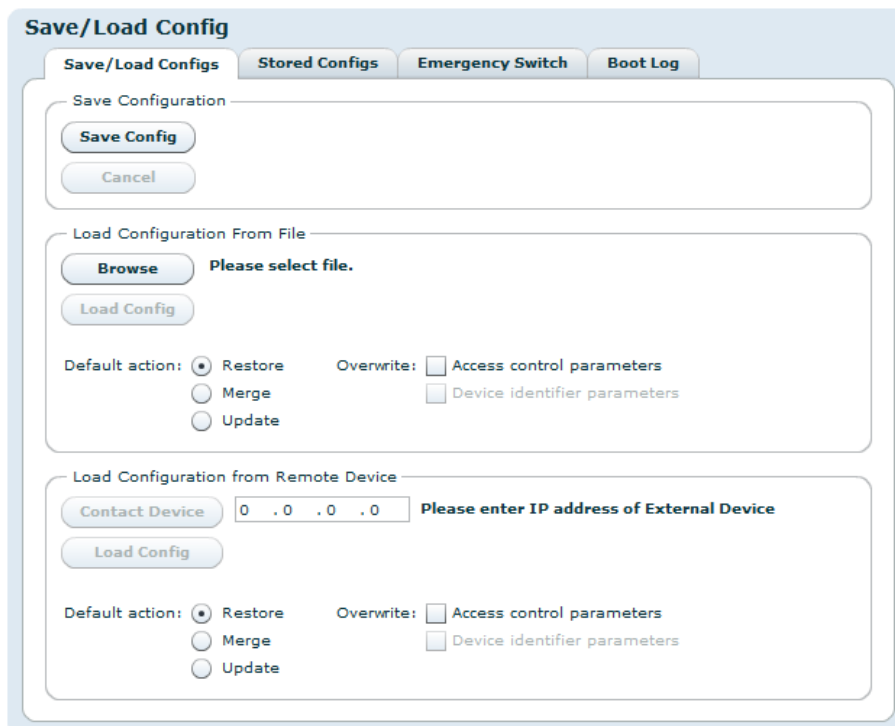 Save/Load Config
Save/Load Configs Stored Configs Emergency Switch Boot Log
Save Configuration
Save Config
Cancel
Load Configuration From File
Browse Please select file.
Load Config
Default action: Restore Overwrite: Access control parameters
Merge Device identifier parameters
Update
Load Configuration from Remote Device
Contact Device 0 .0 .0 .0 Please enter IP address of External Device
Load Config
Default action: Restore Overwrite: Access control parameters
Merge Device identifier parameters
Update